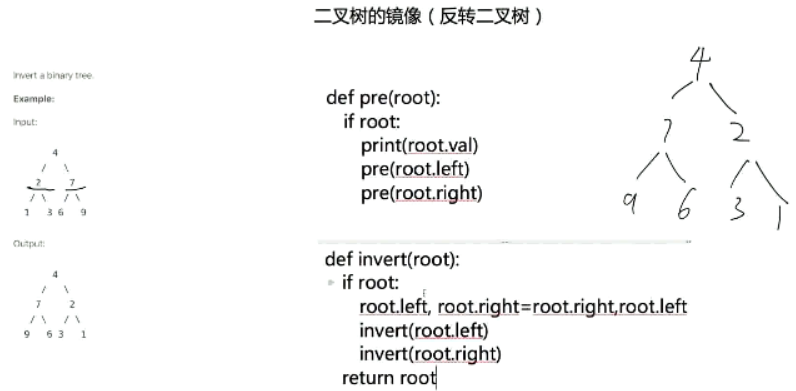 二叉树的镜像（反转二叉树）
Invert a binary tree.
Example:
Input:
4
/ \
2 7
/ \ / \
1 3 6 9
Output:
4
/ \
7 2
/ \ / \
9 6 3 1
def pre(root):
if root:
print(root.val)
pre(root.left)
pre(root.right)
def invert(root):
if root:
root.left, root.right=root.right,root.left
invert(root.left)
invert(root.right)
return root
4
7 2
9 6 3 1